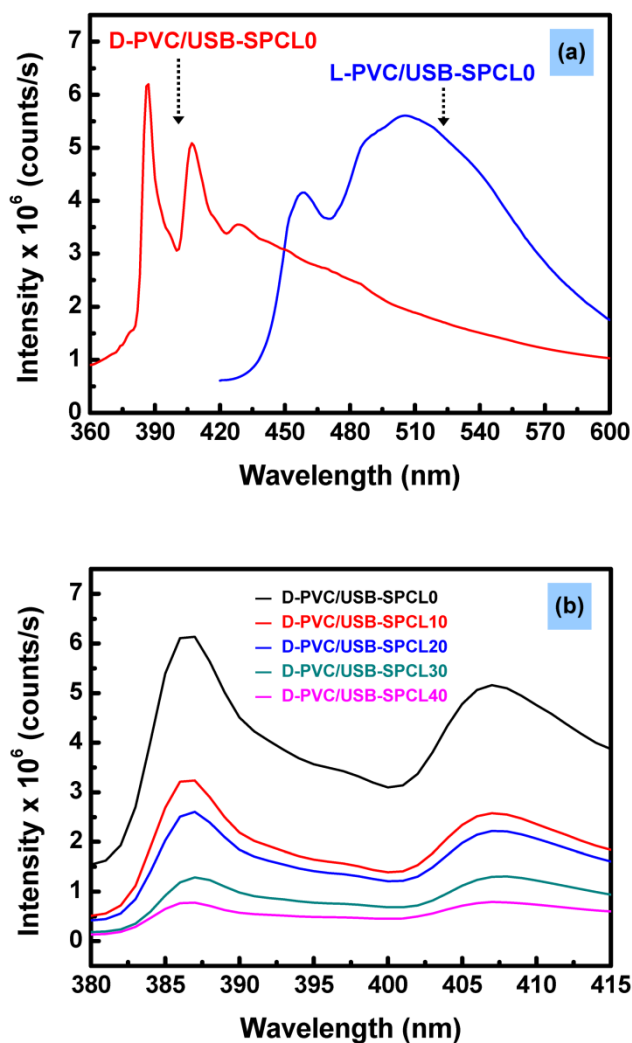 (a)
D-PVC/USB-SPCL0
L-PVC/USB-SPCL0
Intensity x 10⁶ (counts/s)
7
6
5
4
3
2
1
0
360 390 420 450 480 510 540 570 600
Wavelength (nm)
(b)
D-PVC/USB-SPCL0
D-PVC/USB-SPCL10
D-PVC/USB-SPCL20
D-PVC/USB-SPCL30
D-PVC/USB-SPCL40
Intensity x 10⁶ (counts/s)
7
6
5
4
3
2
1
0
380 385 390 395 400 405 410 415
Wavelength (nm)